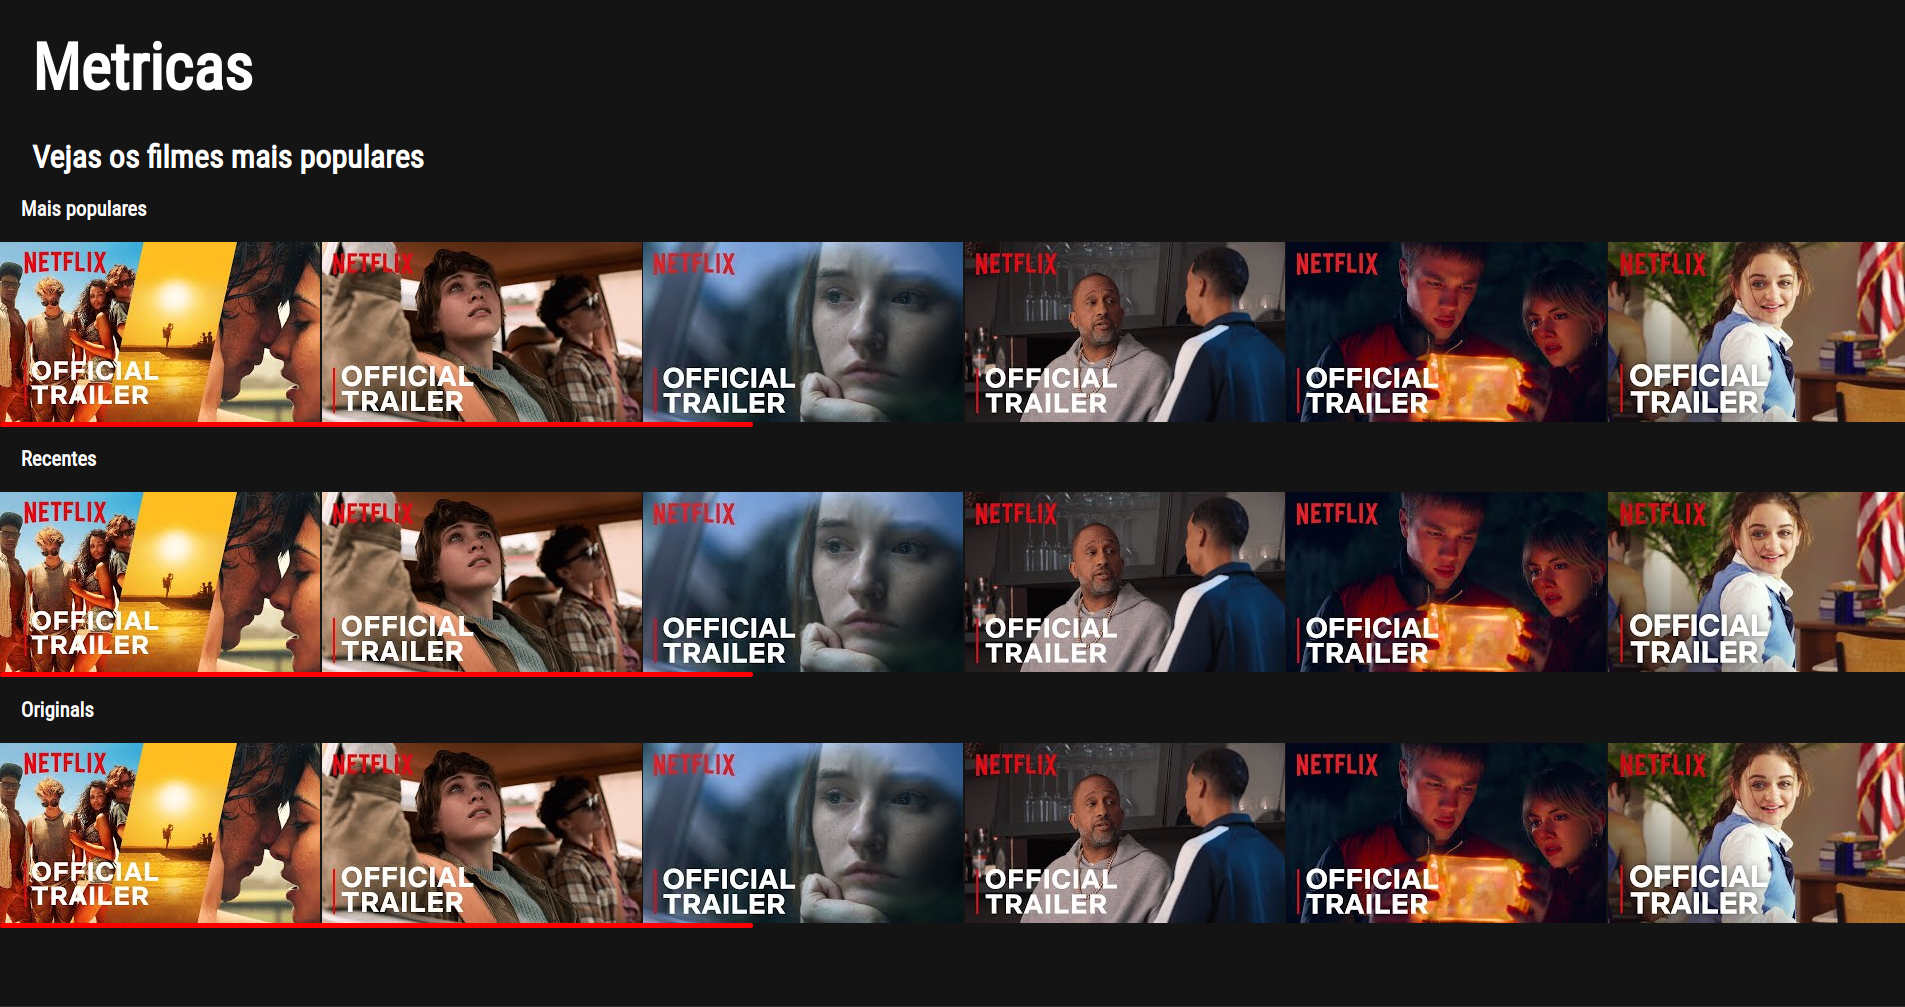 Metricas
Vejas os filmes mais populares
Mais populares
NETFLIX
OFFICIAL
TRAILER
NETFLIX
OFFICIAL
TRAILER
NETFLIX
OFFICIAL
TRAILER
NETFLIX
OFFICIAL
TRAILER
NETFLIX
OFFICIAL
TRAILER
NETFLIX
OFFICIAL
TRAILER
Recentes
NETFLIX
OFFICIAL
TRAILER
NETFLIX
OFFICIAL
TRAILER
NETFLIX
OFFICIAL
TRAILER
NETFLIX
OFFICIAL
TRAILER
NETFLIX
OFFICIAL
TRAILER
NETFLIX
OFFICIAL
TRAILER
Originals
NETFLIX
OFFICIAL
TRAILER
NETFLIX
OFFICIAL
TRAILER
NETFLIX
OFFICIAL
TRAILER
NETFLIX
OFFICIAL
TRAILER
NETFLIX
OFFICIAL
TRAILER
NETFLIX
OFFICIAL
TRAILER